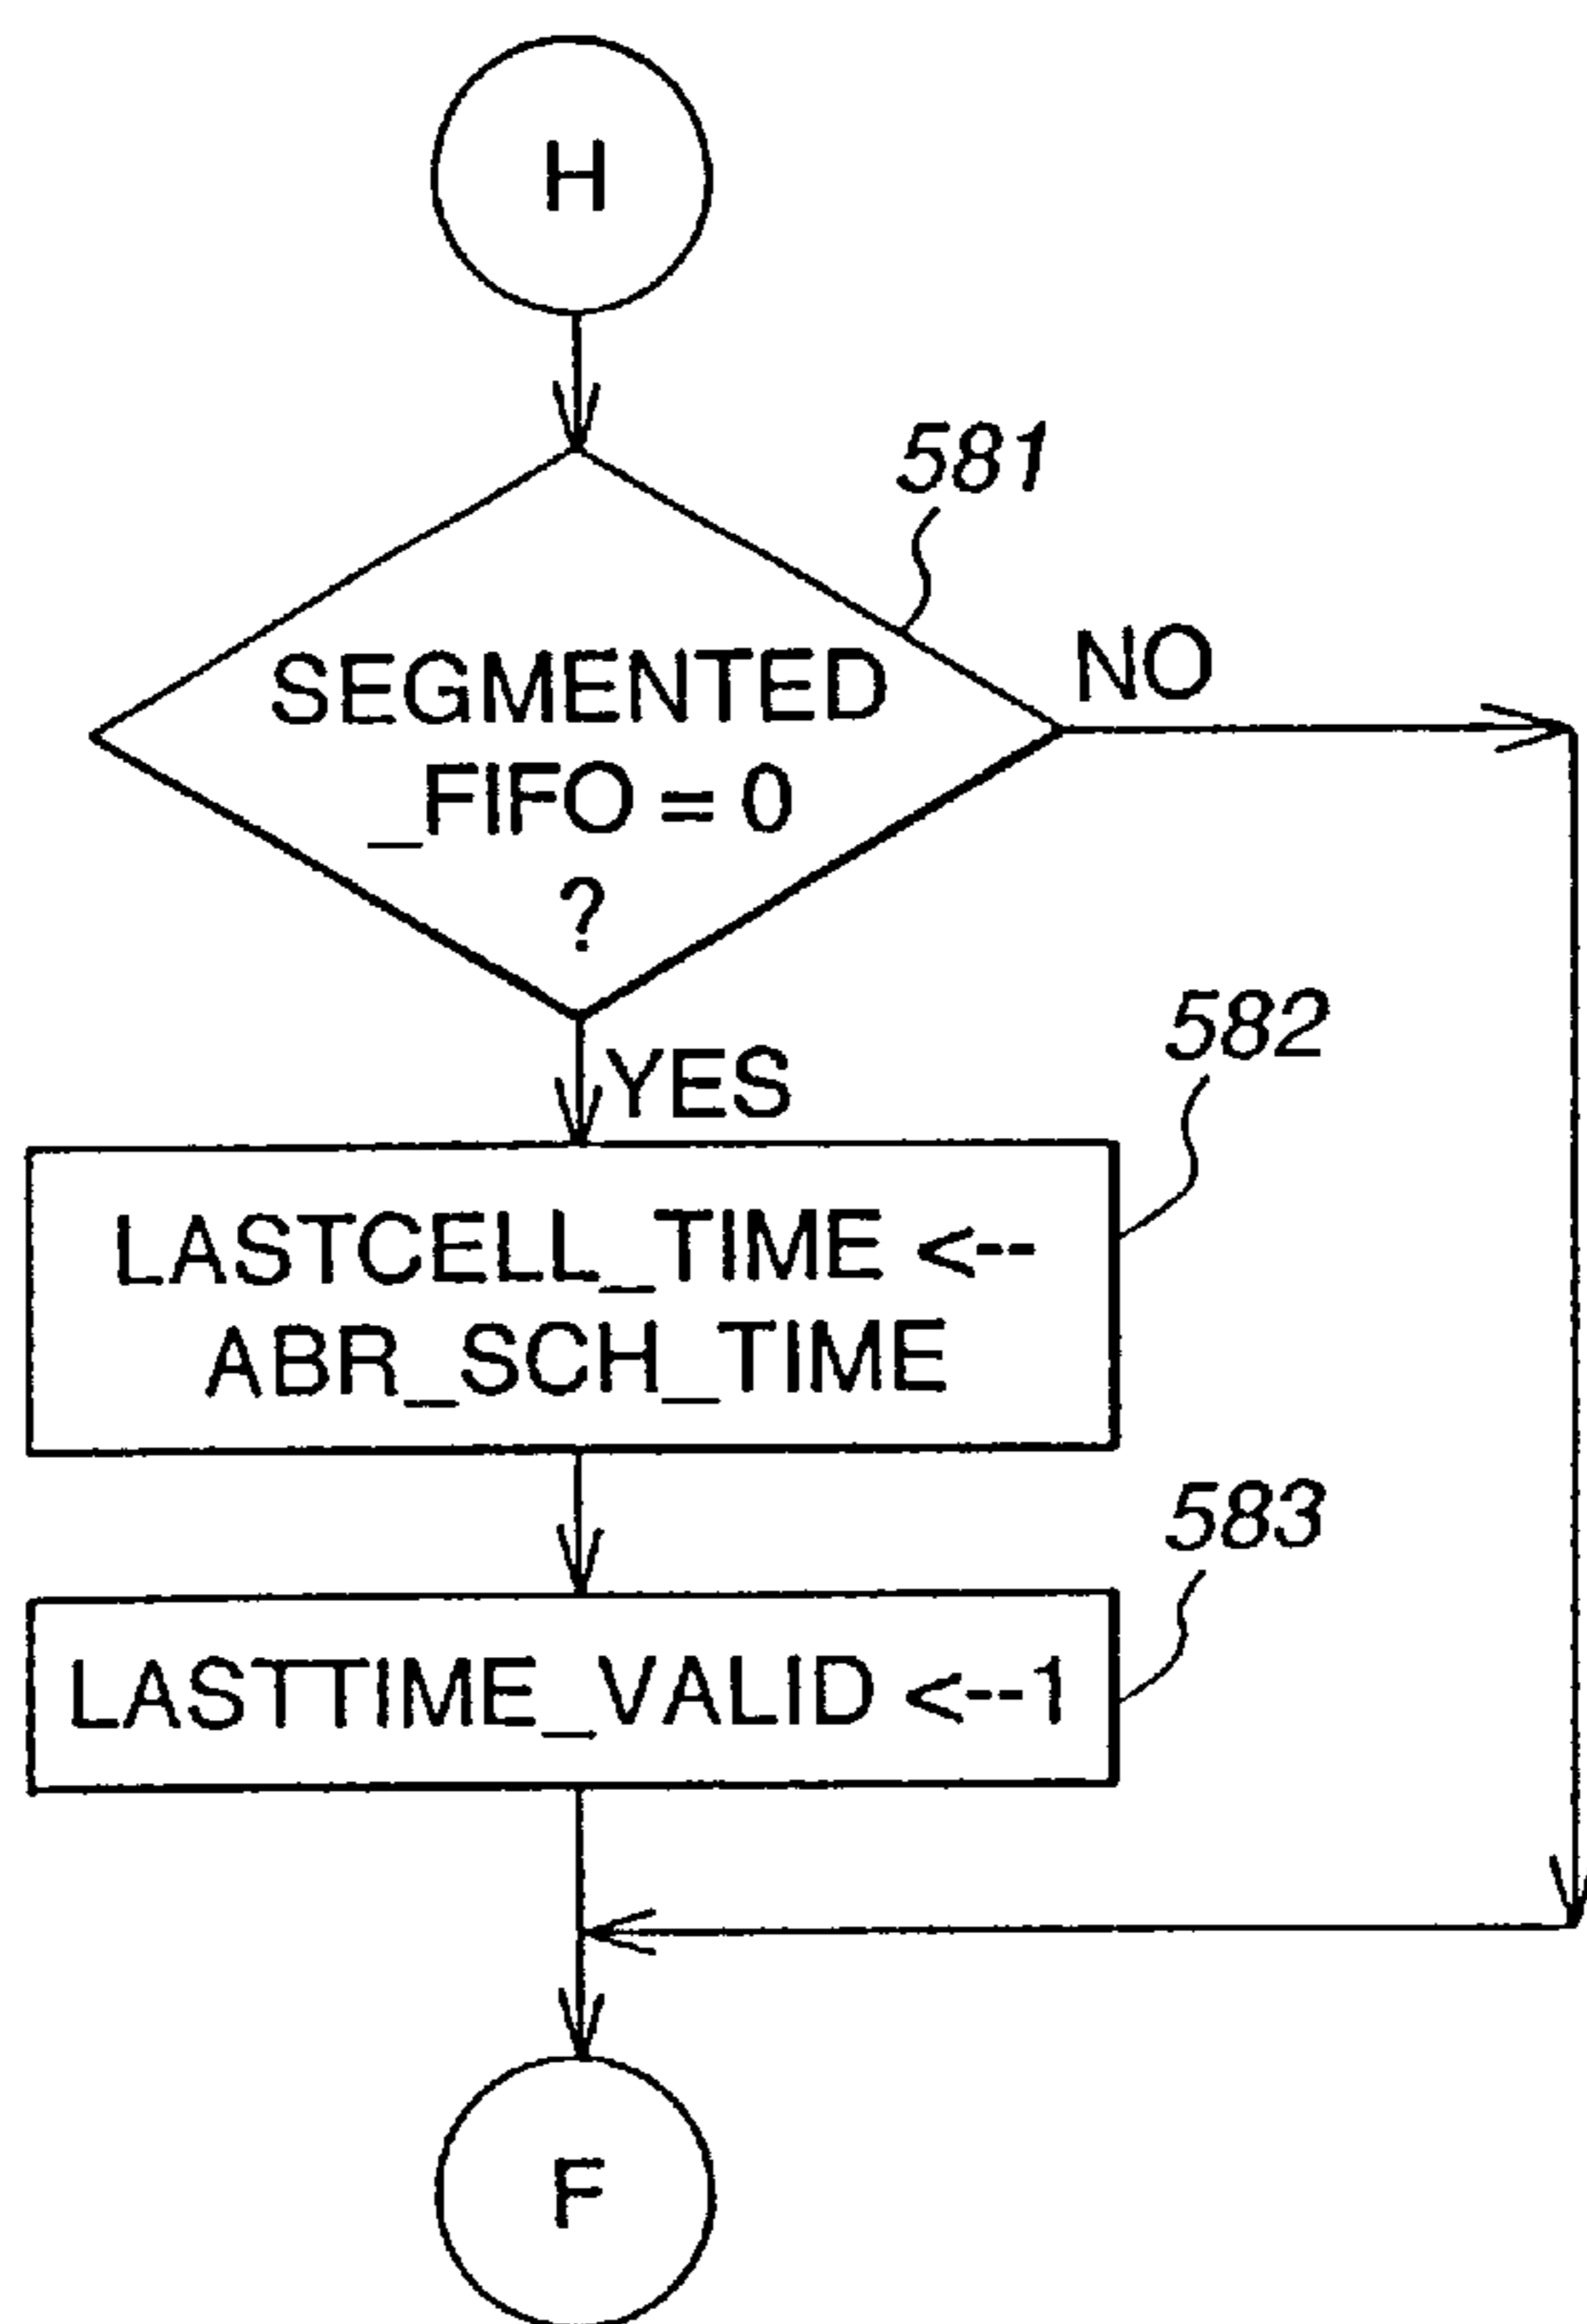 H
581
SEGMENTED
_FIFO = 0
?
NO
YES
582
LASTCELL_TIME <--
ABR_SCH_TIME
583
LASTTIME_VALID <--1
F